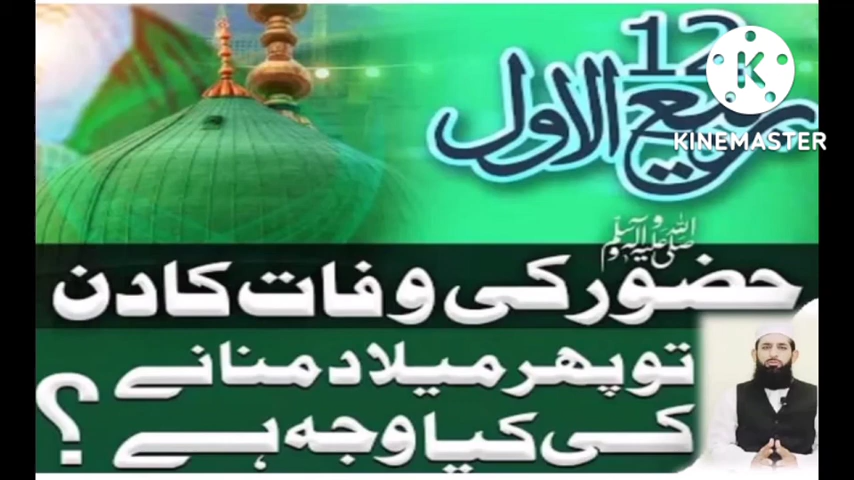 12
ربیع الاول
KINEMASTER
صلی اللہ علیہ وآلہ وسلم
حضور کی وفات کا دن
تو پھر میلاد منانے
کی کیا وجہ ہے؟